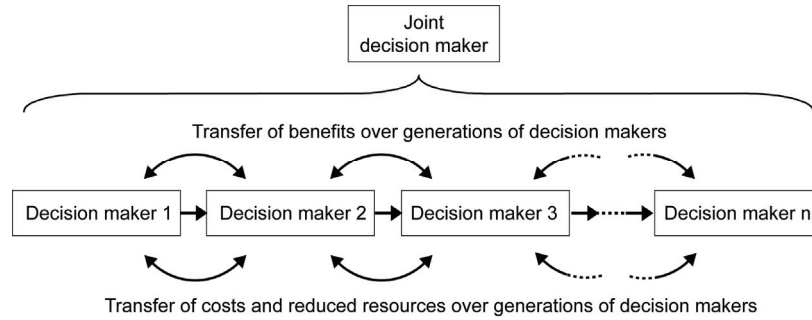 Joint
decision maker
Transfer of benefits over generations of decision makers
Decision maker 1
Decision maker 2
Decision maker 3
Decision maker n
Transfer of costs and reduced resources over generations of decision makers